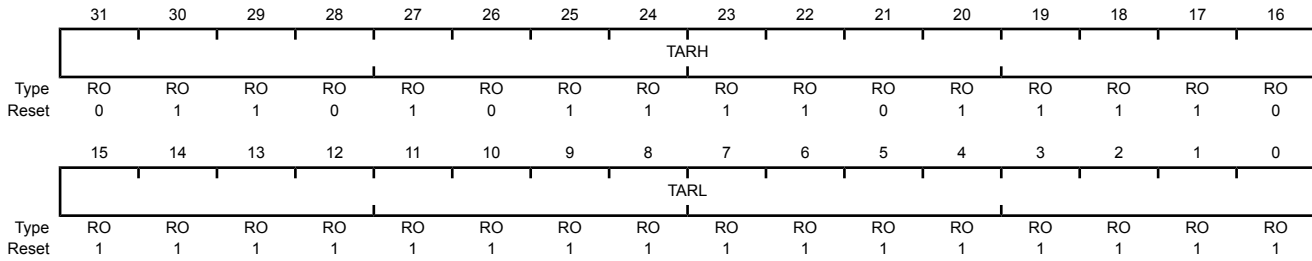 31 30 29 28 27 26 25 24 23 22 21 20 19 18 17 16
TARH
Type RO RO RO RO RO RO RO RO RO RO RO RO RO RO RO RO
Reset 0 1 1 0 1 0 1 1 1 1 0 1 1 1 1 0
15 14 13 12 11 10 9 8 7 6 5 4 3 2 1 0
TARL
Type RO RO RO RO RO RO RO RO RO RO RO RO RO RO RO RO
Reset 1 1 1 1 1 1 1 1 1 1 1 1 1 1 1 1